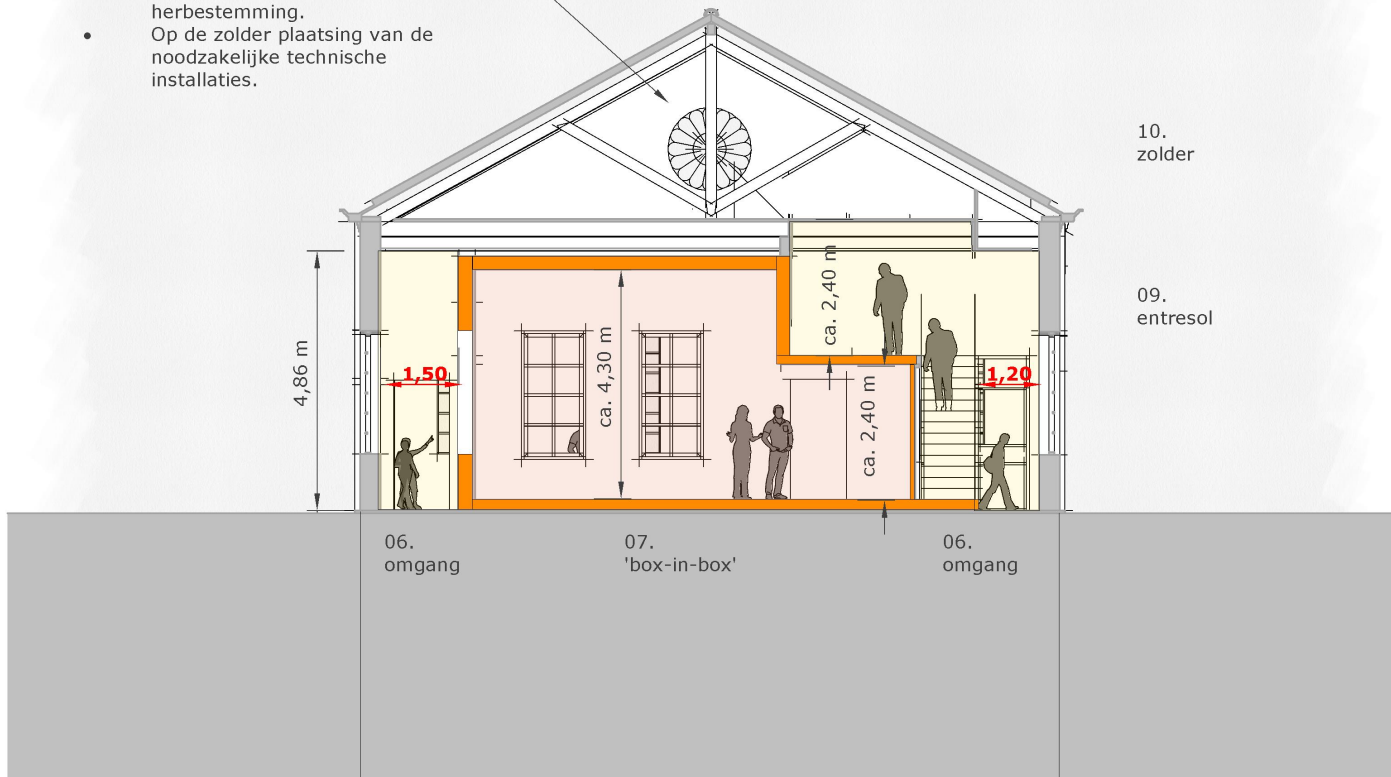 herbestemming.
• Op de zolder plaatsing van de
noodzakelijke technische
installaties.
10.
zolder
09.
entresol
ca. 2,40 m
4,86 m
ca. 4,30 m
1,50
1,20
ca. 2,40 m
06.
omgang
07.
'box-in-box'
06.
omgang